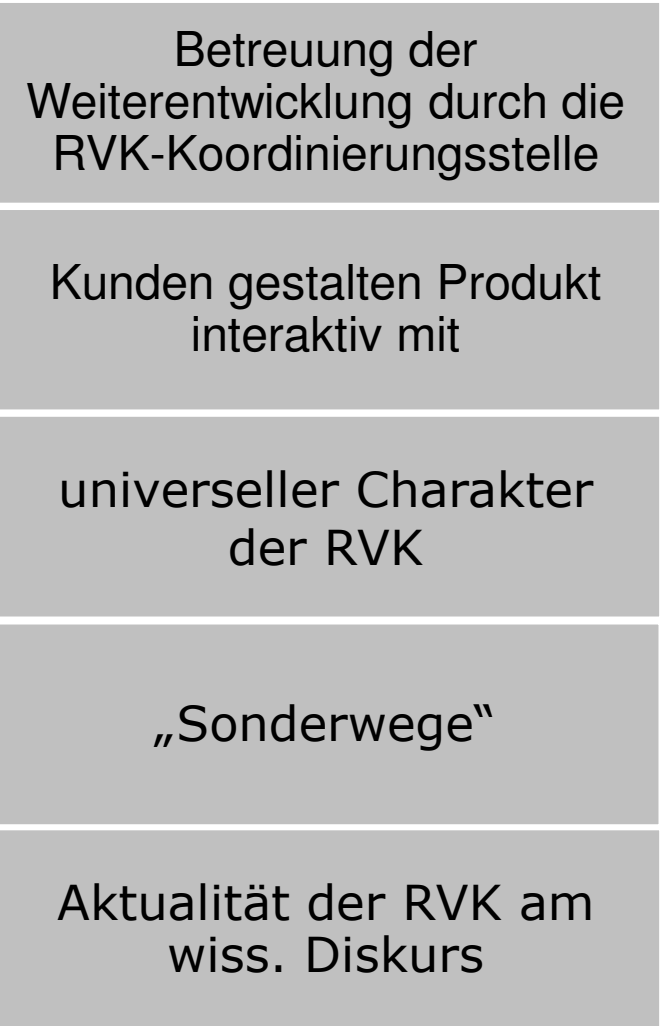 Betreuung der
Weiterentwicklung durch die
RVK-Koordinierungsstelle
Kunden gestalten Produkt
interaktiv mit
universeller Charakter
der RVK
„Sonderwege“
Aktualität der RVK am
wiss. Diskurs